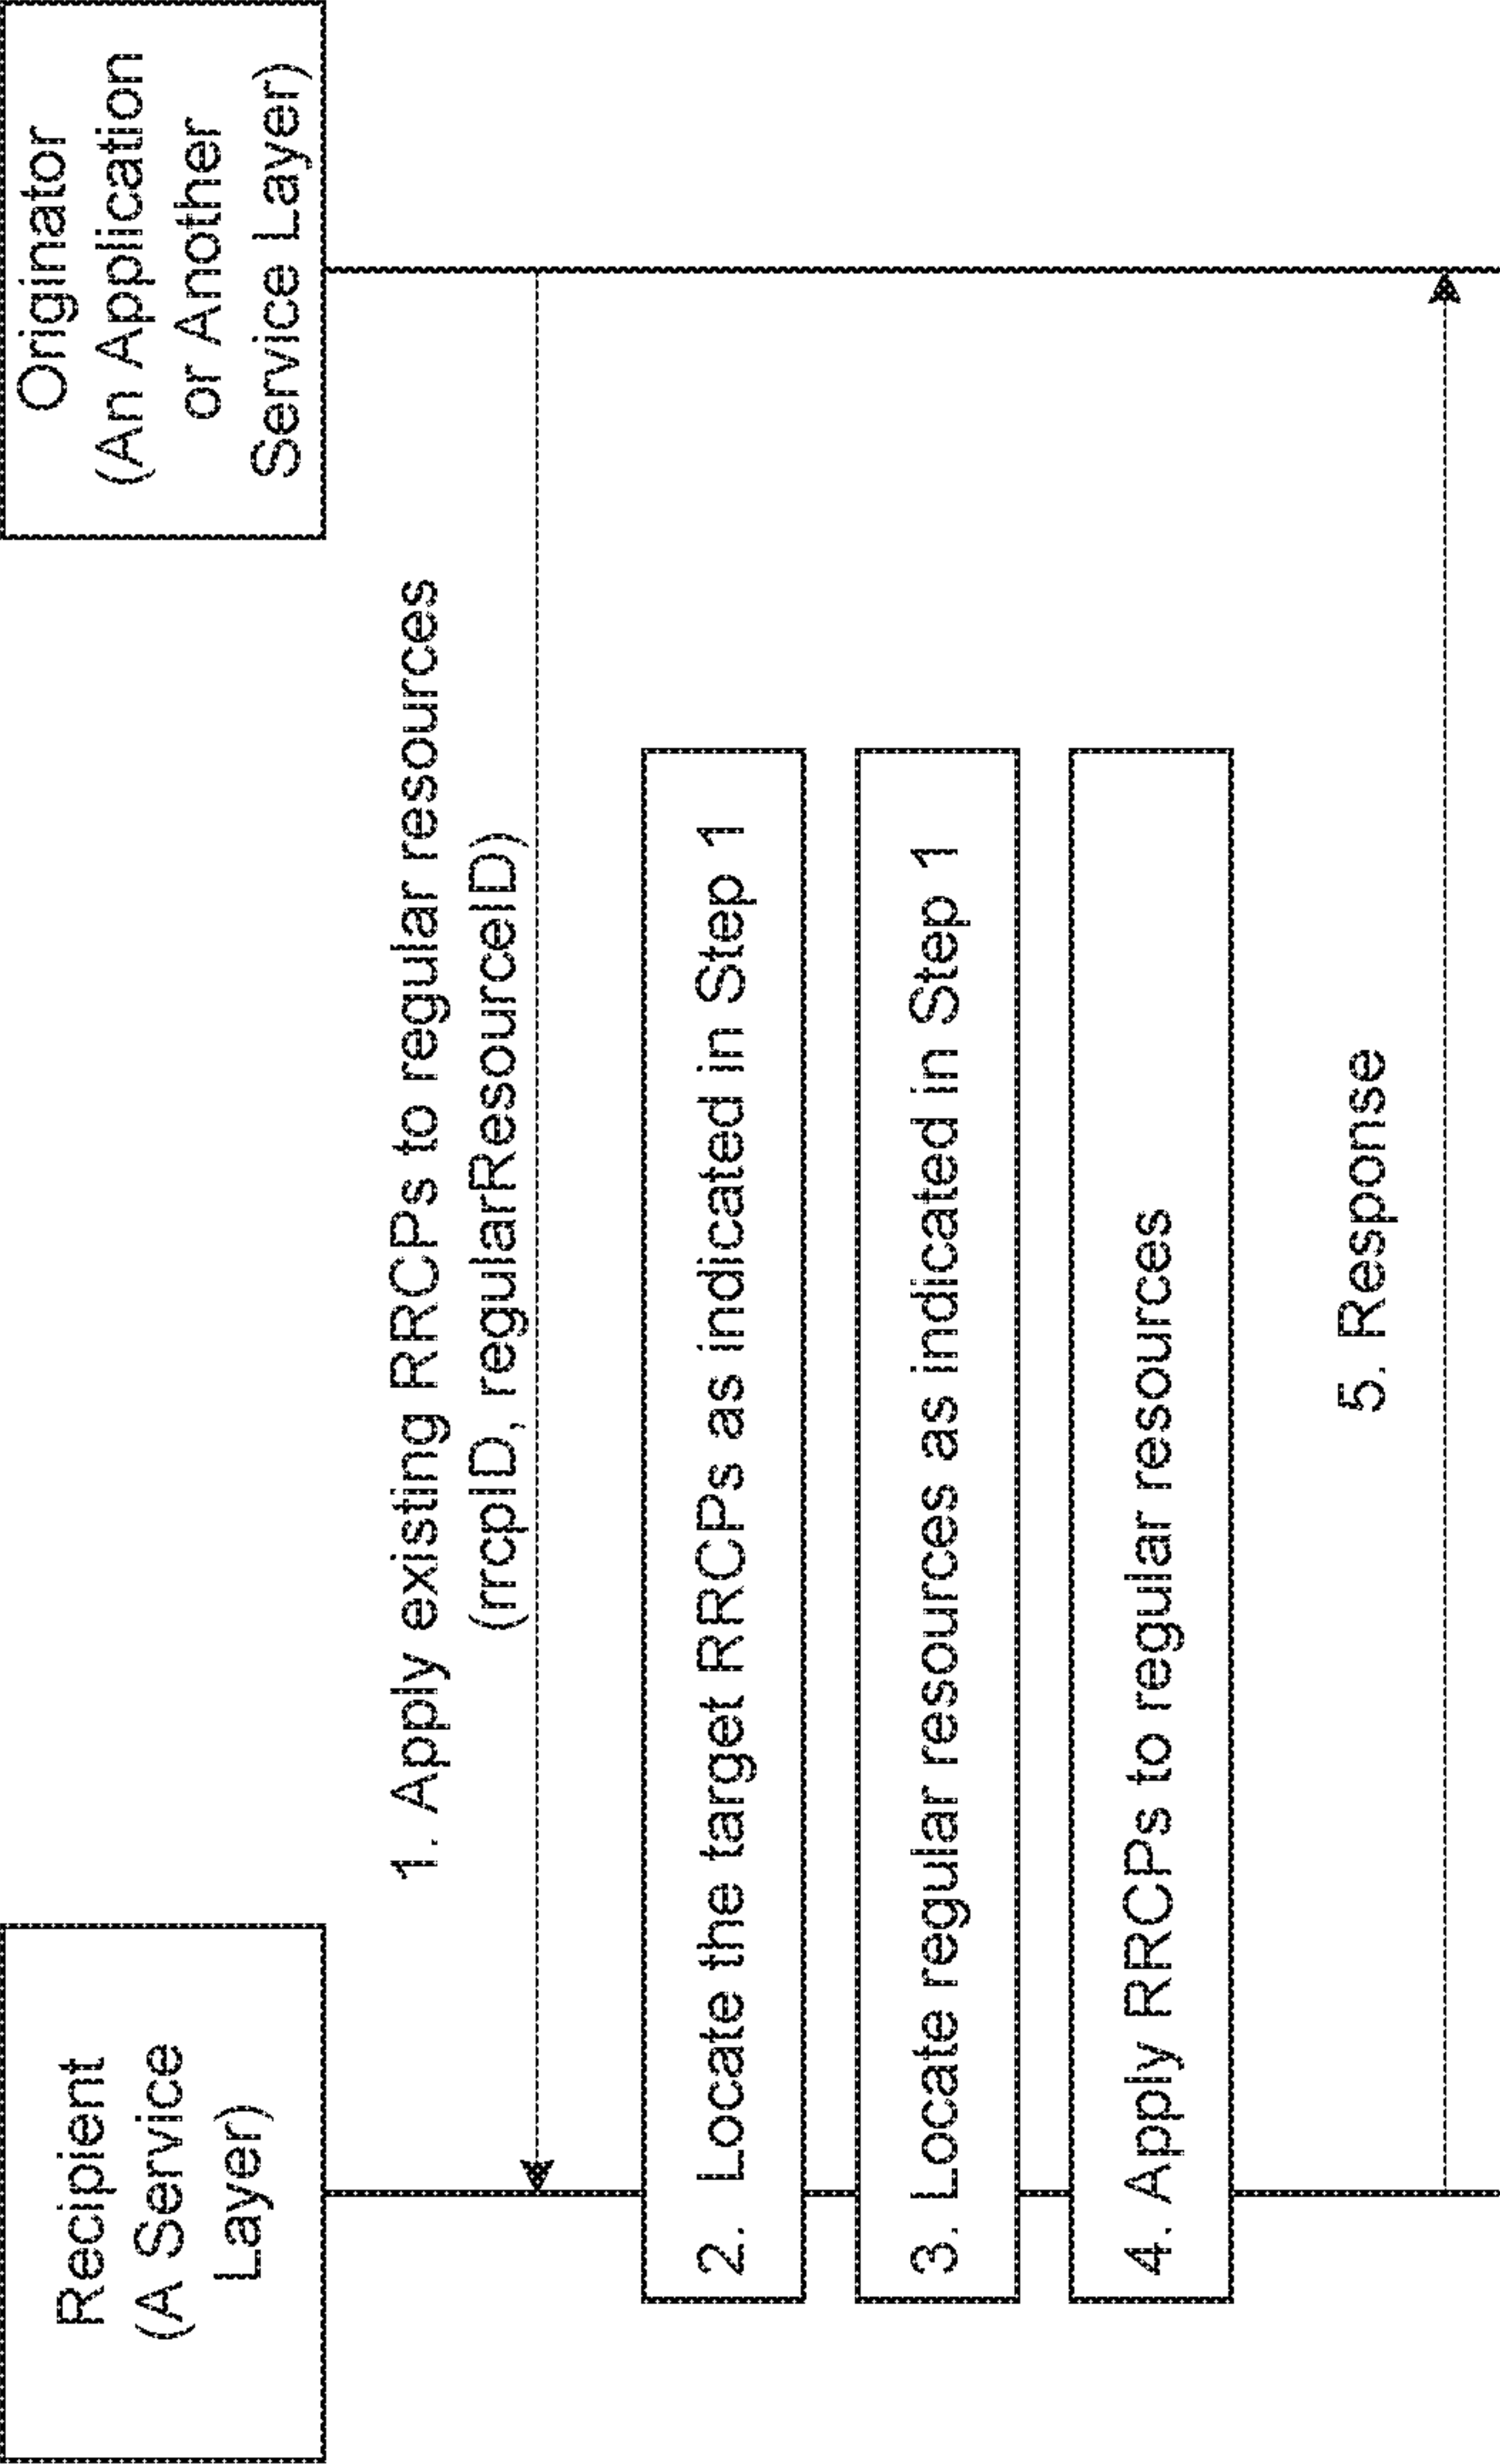 Recipient
(A Service
Layer)
Originator
(An Application
or Another
Service Layer)
1. Apply existing RRCPs to regular resources
(rrcpID, regularResourceID)
2. Locate the target RRCPs as indicated in Step 1
3. Locate regular resources as indicated in Step 1
4. Apply RRCPs to regular resources
5. Response